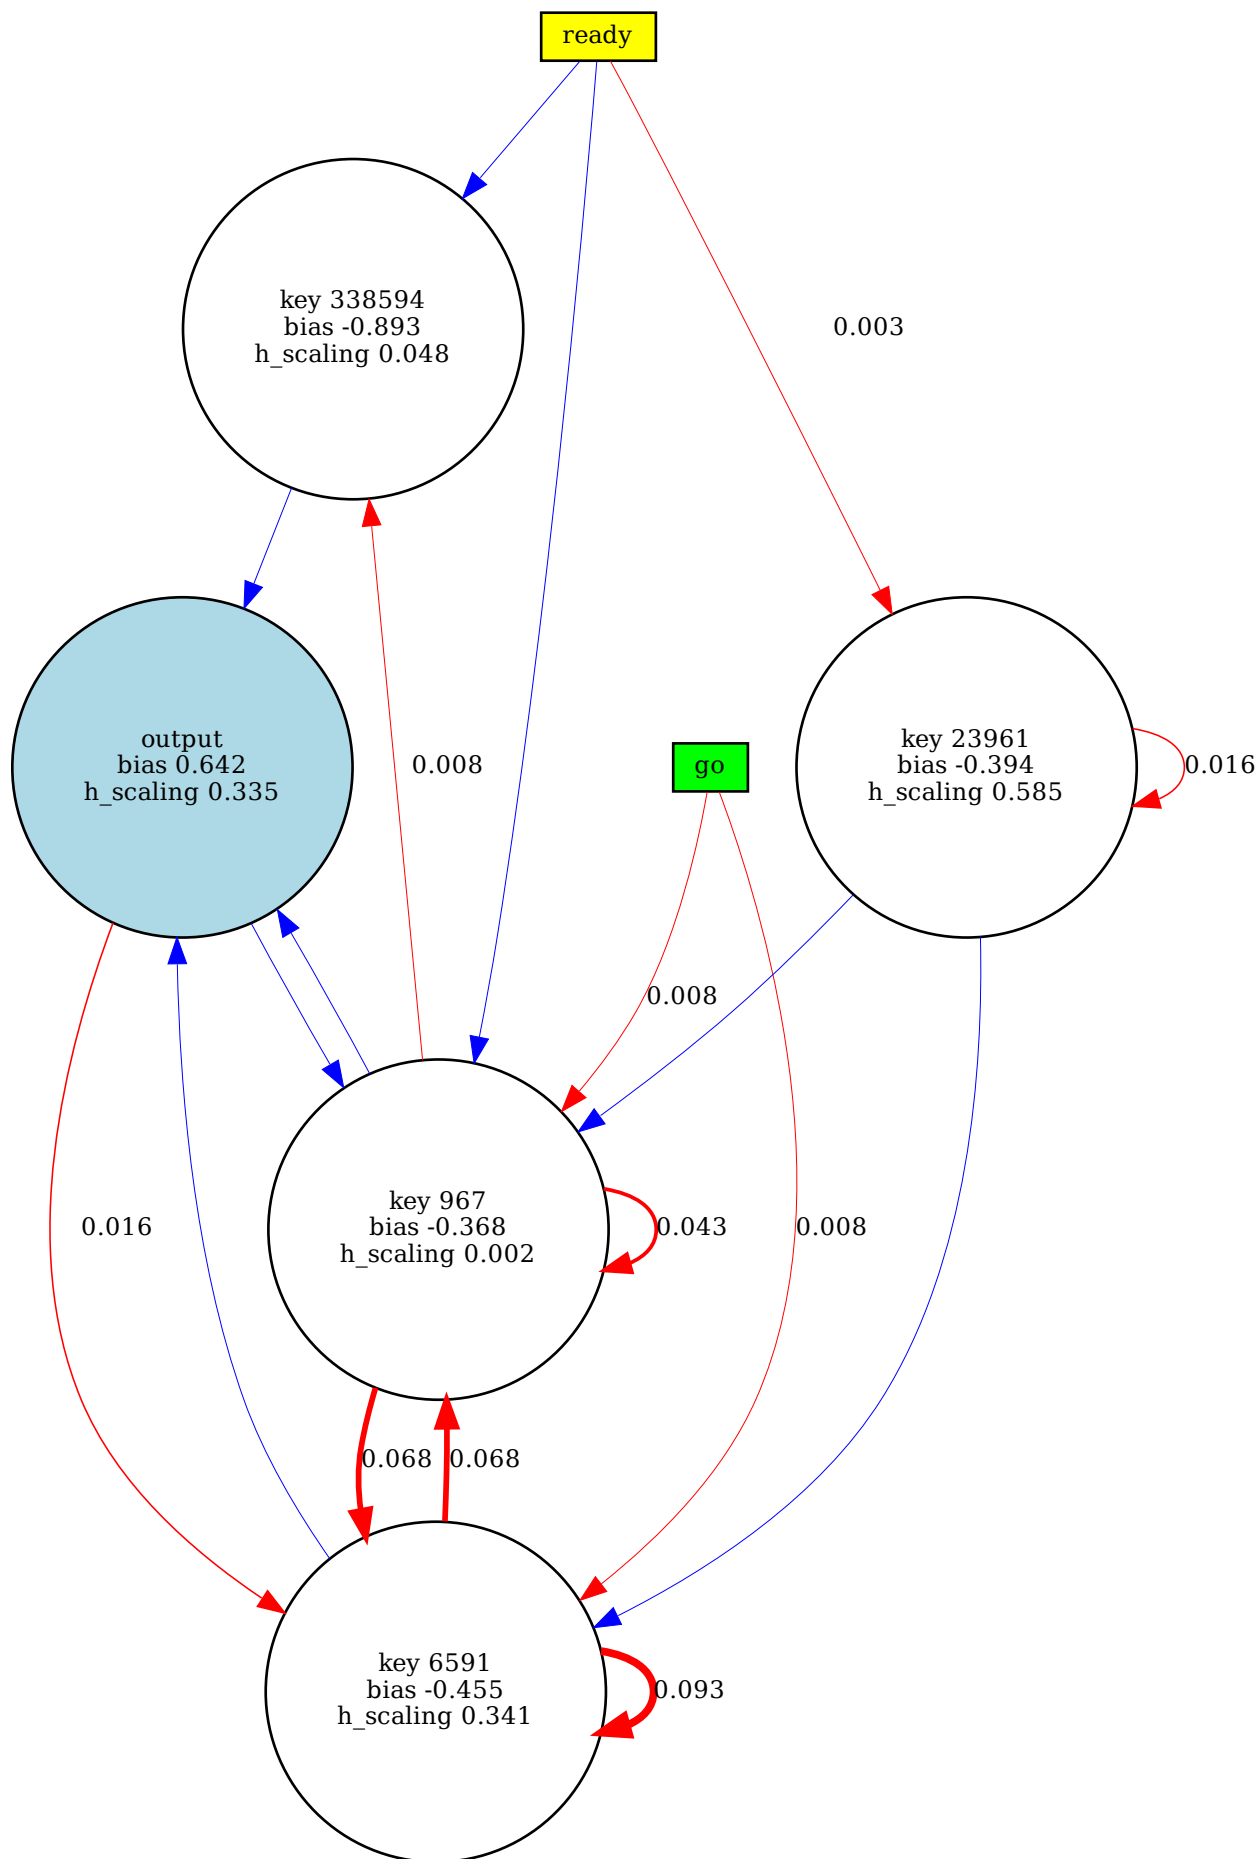 ready
key 338594
bias -0.893
h_scaling 0.048
0.003
output
bias 0.642
h_scaling 0.335
0.008
go
key 23961
bias -0.394
h_scaling 0.585
0.016
0.008
0.016
key 967
bias -0.368
h_scaling 0.002
0.043
0.008
0.068
0.068
key 6591
bias -0.455
h_scaling 0.341
0.093